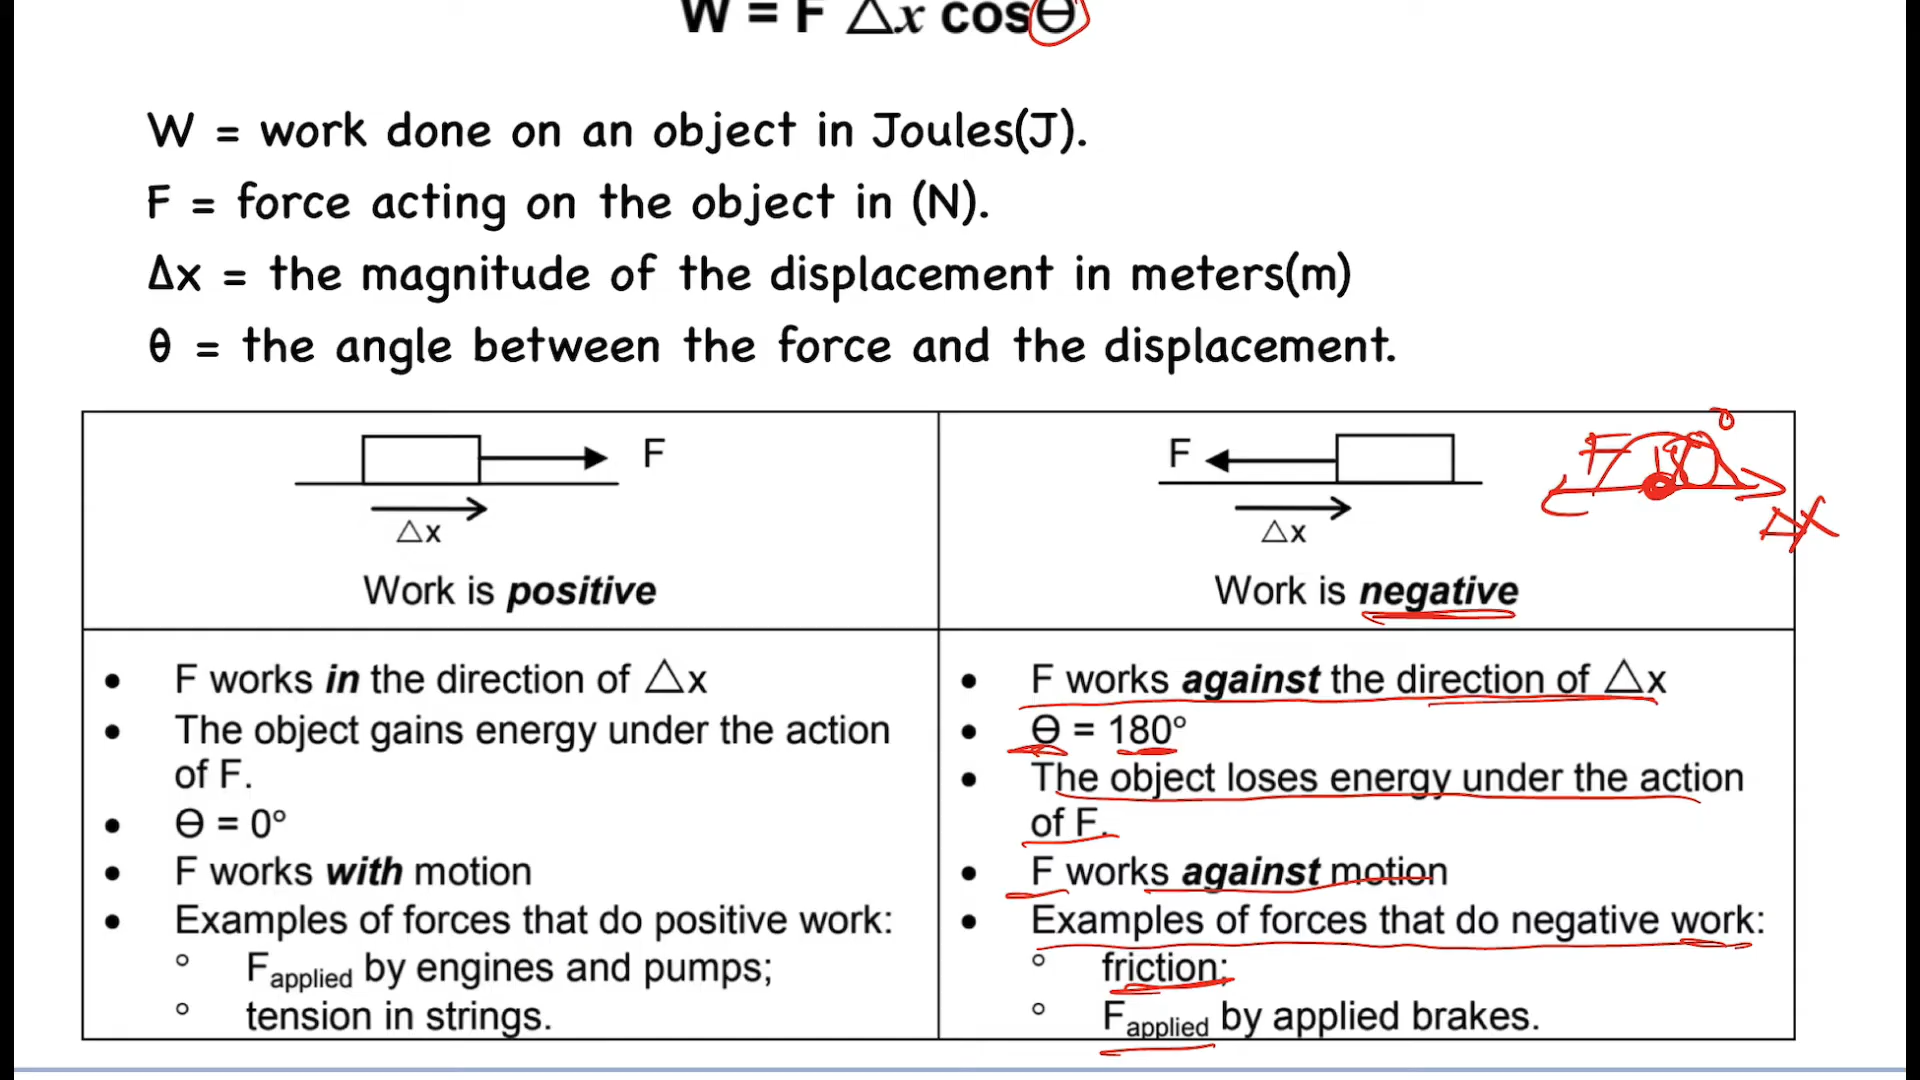 W = F △x cosΘ
W = work done on an object in Joules(J).
F = force acting on the object in (N).
Δx = the magnitude of the displacement in meters(m)
θ = the angle between the force and the displacement.
F
△x
Work is positive
F
△x
Work is negative
F 180°
Δx
• F works in the direction of △x
• The object gains energy under the action
of F.
• Θ = 0°
• F works with motion
• Examples of forces that do positive work:
° Fapplied by engines and pumps;
° tension in strings.
• F works against the direction of △x
• Θ = 180°
• The object loses energy under the action
of F.
• F works against motion
• Examples of forces that do negative work:
° friction;
° Fapplied by applied brakes.